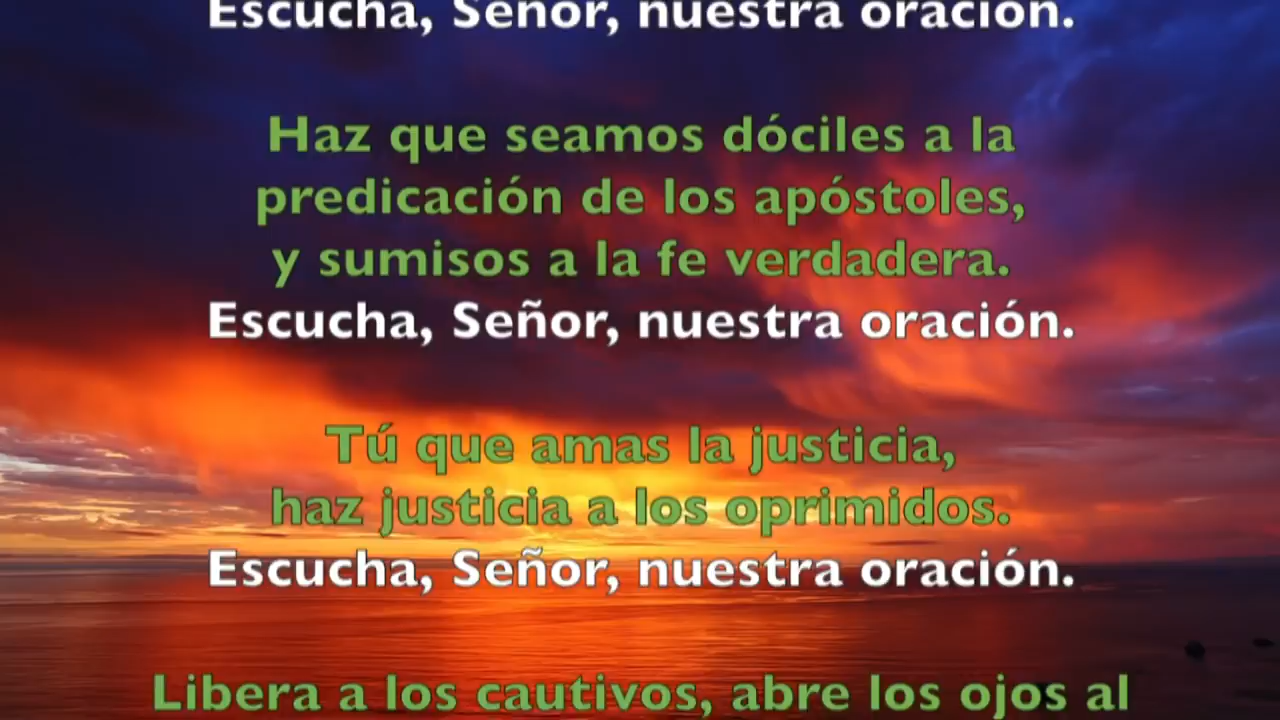 Escucha, Señor, nuestra oración.
Haz que seamos dóciles a la
predicación de los apóstoles,
y sumisos a la fe verdadera.
Escucha, Señor, nuestra oración.
Tú que amas la justicia,
haz justicia a los oprimidos.
Escucha, Señor, nuestra oración.
Libera a los cautivos, abre los ojos al